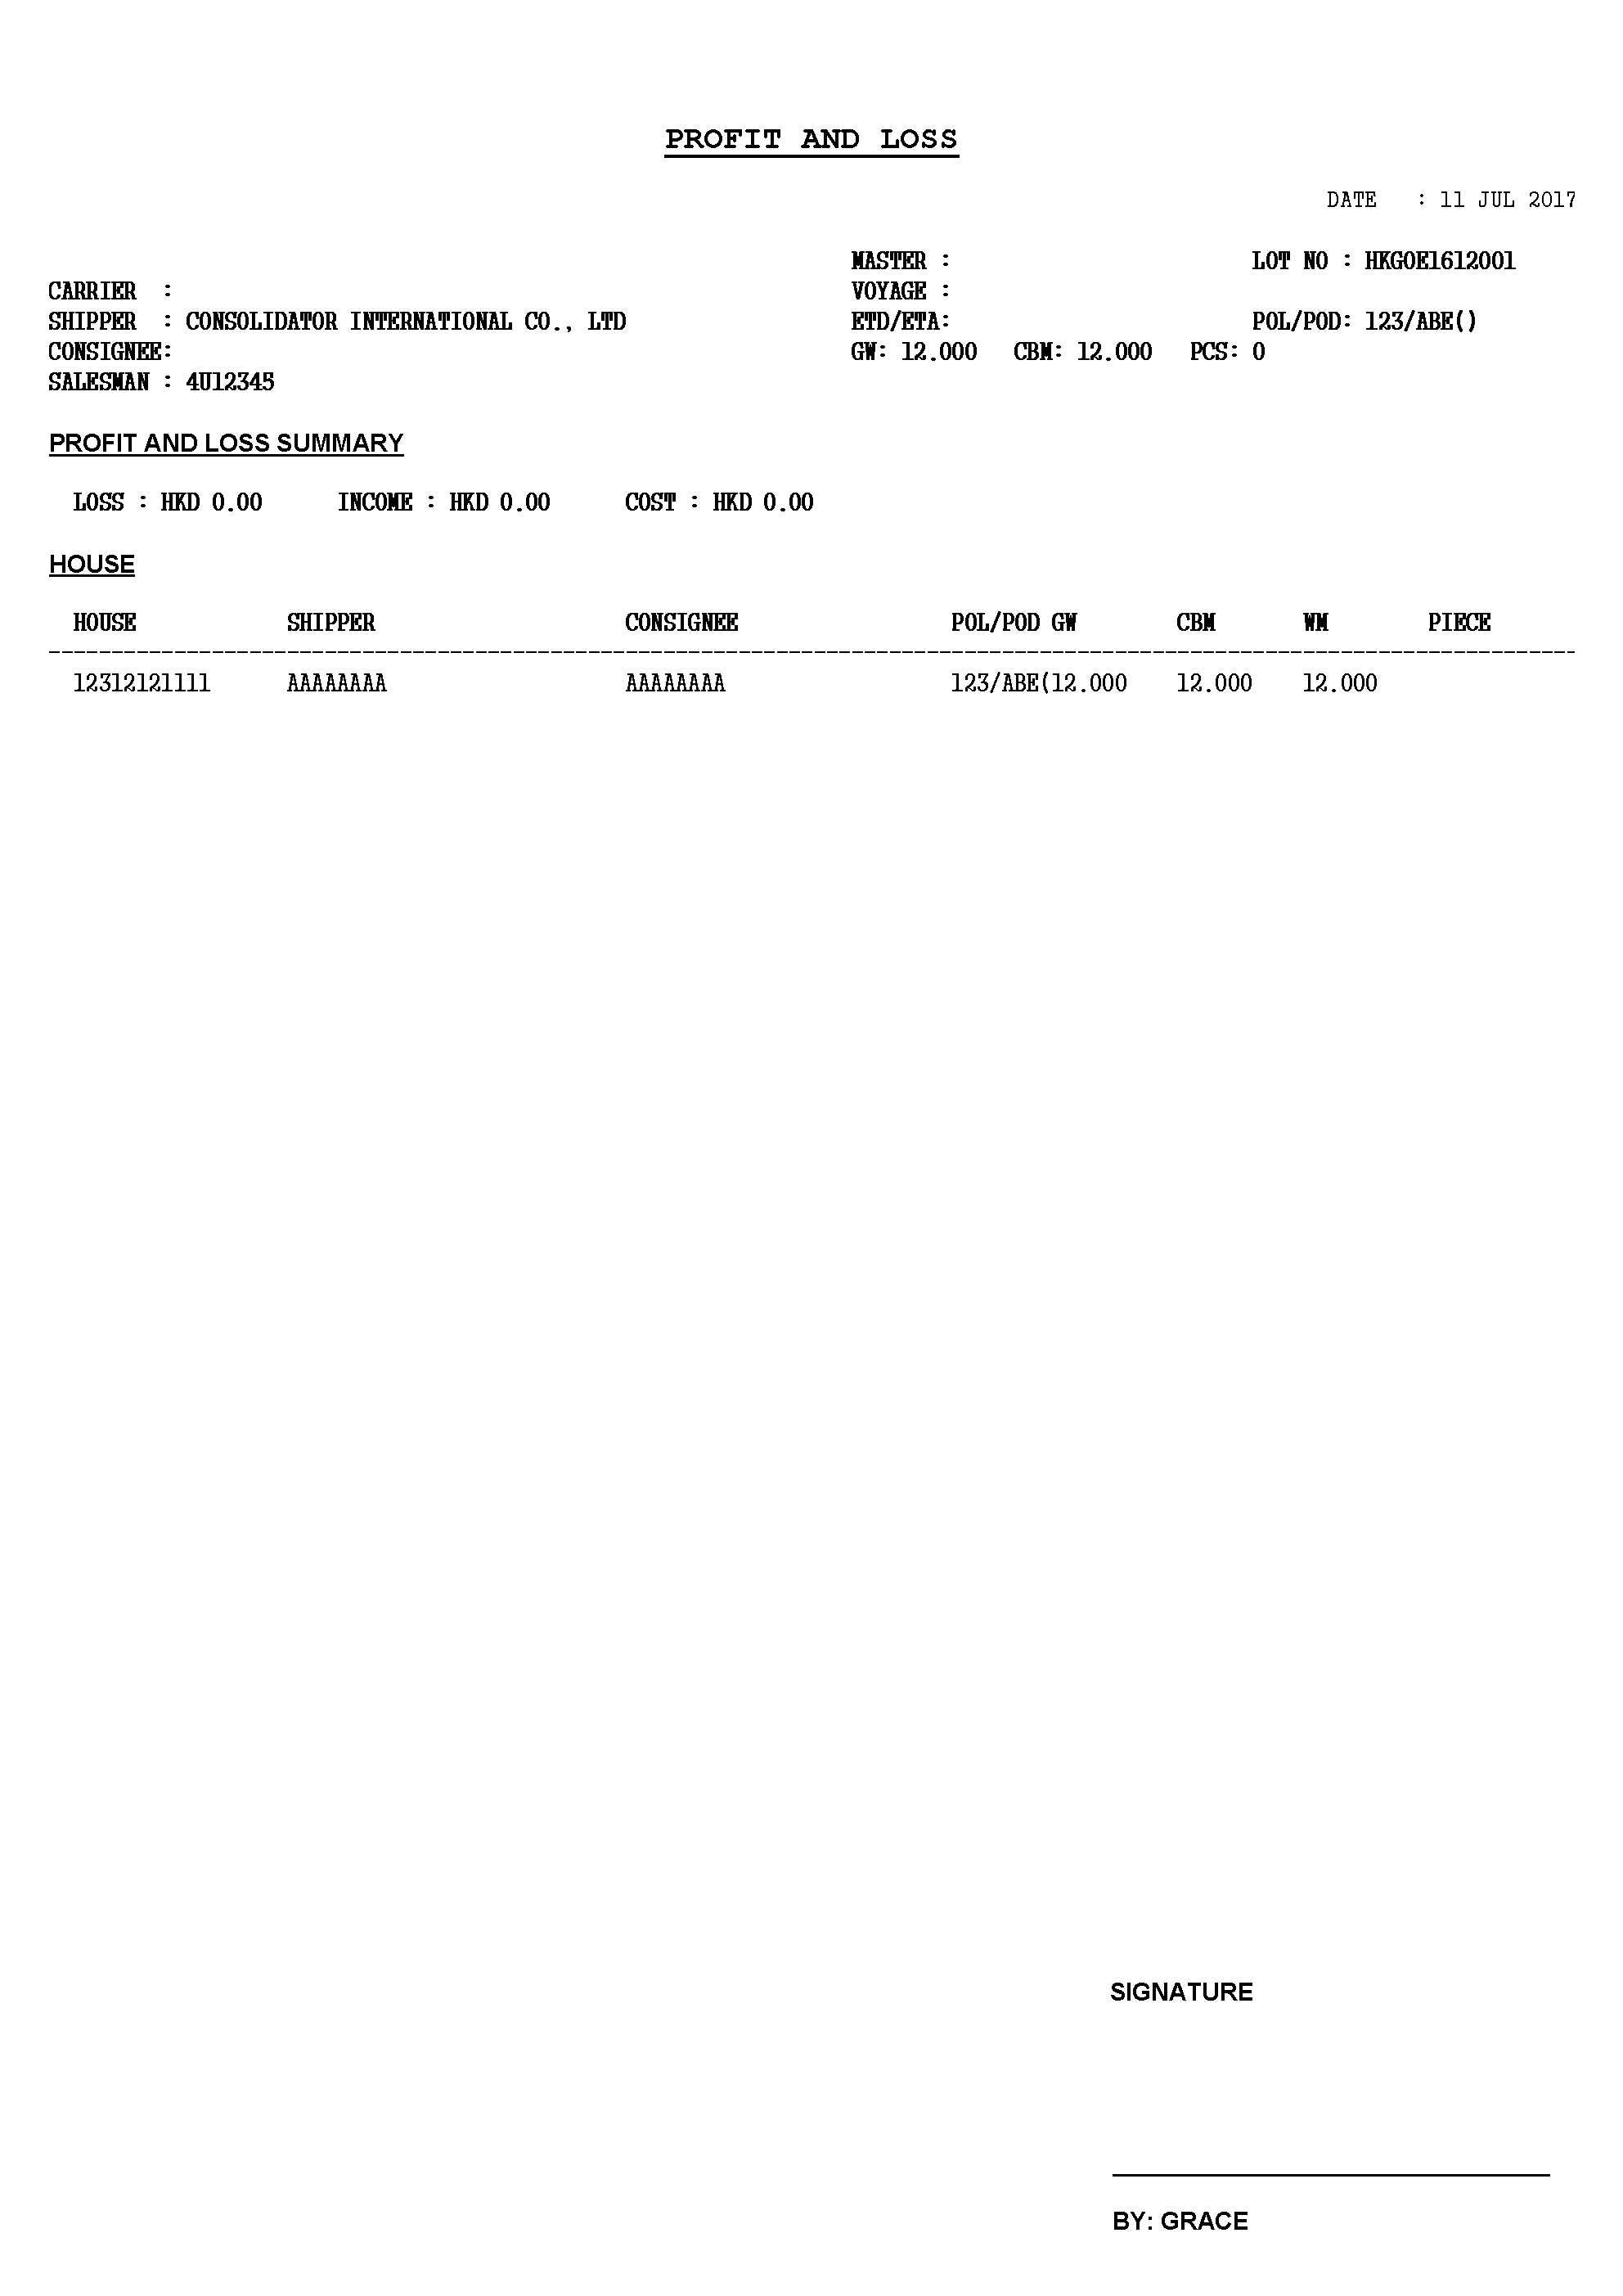 PROFIT AND LOSS
DATE : 11 JUL 2017
MASTER : LOT NO : HKGOE1612001
CARRIER : VOYAGE :
SHIPPER : CONSOLIDATOR INTERNATIONAL CO., LTD ETD/ETA: POL/POD: 123/ABE()
CONSIGNEE: GW: 12.000 CBM: 12.000 PCS: 0
SALESMAN : 4U12345
PROFIT AND LOSS SUMMARY
LOSS : HKD 0.00 INCOME : HKD 0.00 COST : HKD 0.00
HOUSE
HOUSE SHIPPER CONSIGNEE POL/POD GW CBM WM PIECE
12312121111 AAAAAAAA AAAAAAAA 123/ABE(12.000 12.000 12.000
SIGNATURE
BY: GRACE